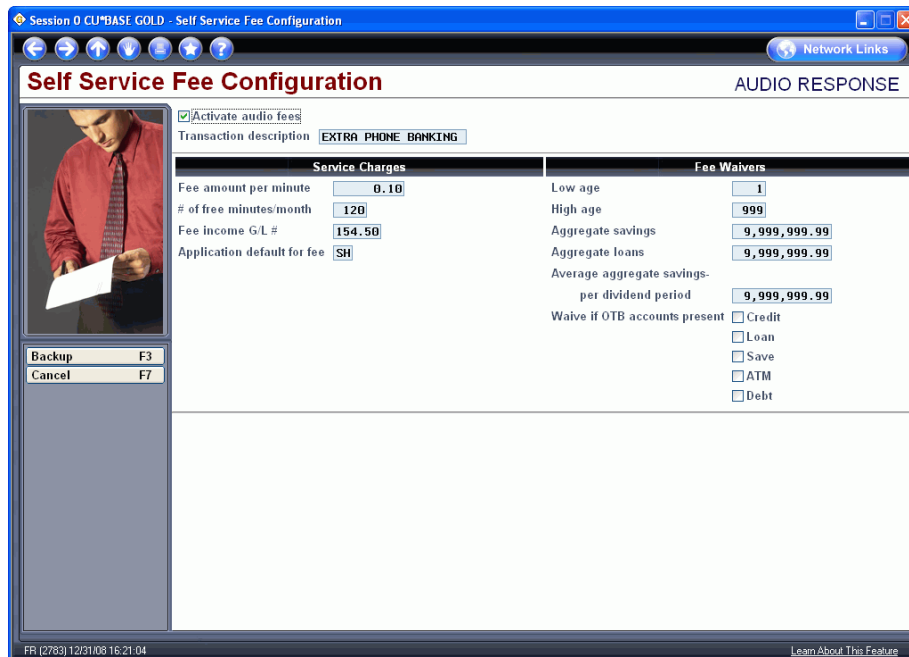 Session 0 CU*BASE GOLD - Self Service Fee Configuration
Network Links
Self Service Fee Configuration
AUDIO RESPONSE
Activate audio fees
Transaction description EXTRA PHONE BANKING
Service Charges
Fee amount per minute 0.10
# of free minutes/month 120
Fee income G/L # 154.50
Application default for fee SH
Fee Waivers
Low age 1
High age 999
Aggregate savings 9,999,999.99
Aggregate loans 9,999,999.99
Average aggregate savings-
per dividend period 9,999,999.99
Waive if OTB accounts present Credit
Loan
Save
ATM
Debt
Backup F3
Cancel F7
FR (2783) 12/31/08 16:21:04
Learn About This Feature